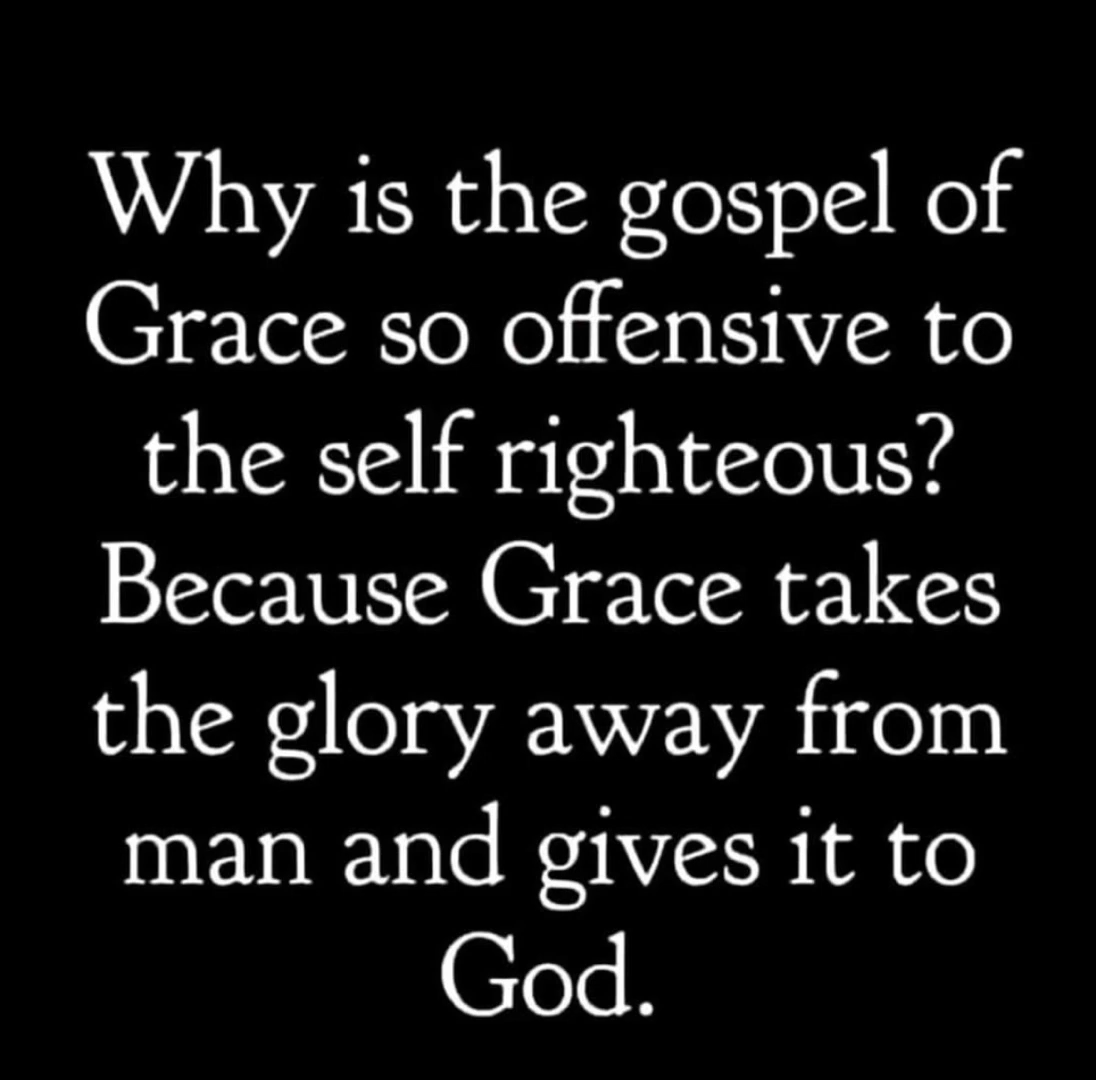 Why is the gospel of
Grace so offensive to
the self righteous?
Because Grace takes
the glory away from
man and gives it to
God.